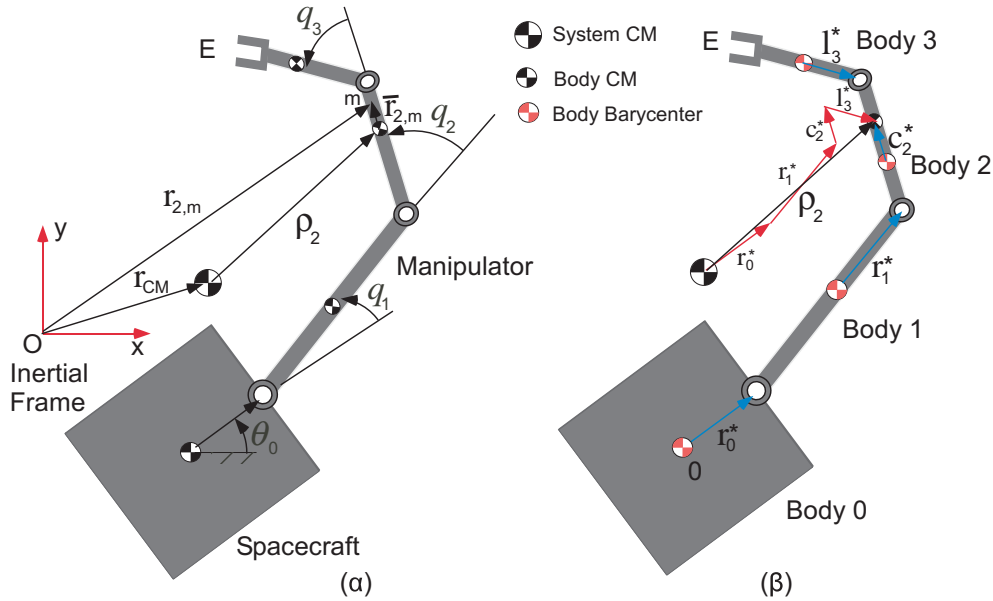 q₃
E
m
r̄₂,ₘ
q₂
r₂,ₘ
ρ₂
y
r_CM
O
x
Inertial
Frame
Manipulator
q₁
θ₀
Spacecraft
(α)
System CM
Body CM
Body Barycenter
E
l₃*
Body 3
l₃*
c₂*
c₂*
Body 2
r₁*
ρ₂
r₀*
r₁*
Body 1
r₀*
0
Body 0
(β)